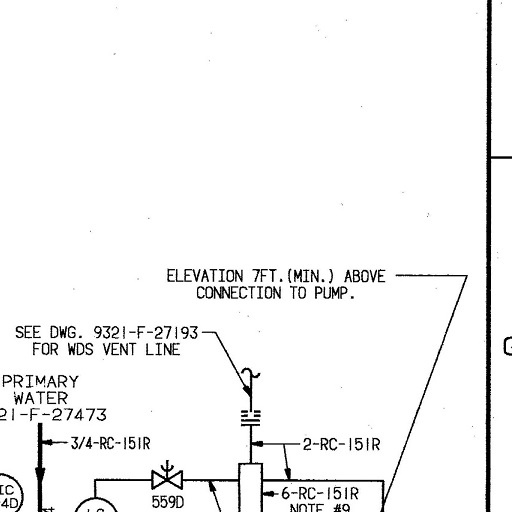 ELEVATION 7FT.(MIN.) ABOVE
CONNECTION TO PUMP.
SEE DWG. 9321-F-27193
FOR WDS VENT LINE
PRIMARY
WATER
21-F-27473
3/4-RC-151R
2-RC-151R
6-RC-151R
NOTE #9
559D
IC
4D
G